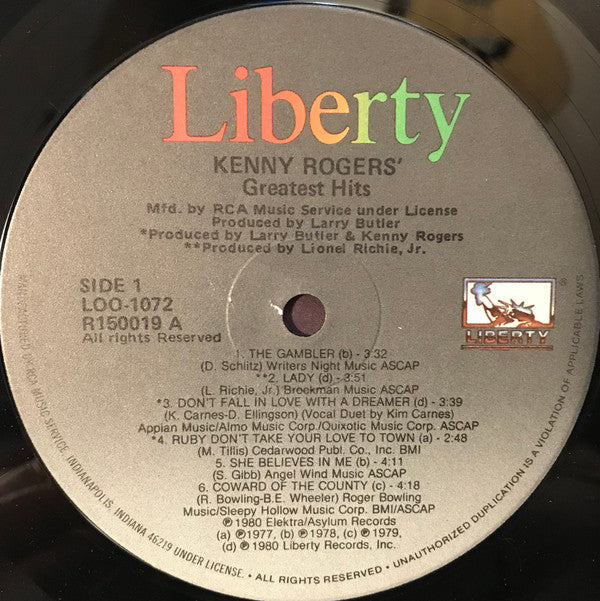 Liberty
KENNY ROGERS'
Greatest Hits
Mfd. by RCA Music Service under License
Produced by Larry Butler
*Produced by Larry Butler & Kenny Rogers
**Produced by Lionel Richie, Jr.
SIDE 1
LOO-1072
R150019 A
All rights Reserved
LIBERTY
®
1. THE GAMBLER (b) - 3:32
(D. Schlitz) Writers Night Music ASCAP
**2. LADY (d) - 3:51
(L. Richie, Jr.) Brockman Music ASCAP
*3. DON'T FALL IN LOVE WITH A DREAMER (d) - 3:39
(K. Carnes-D. Ellingson) (Vocal Duet by Kim Carnes)
Appian Music/Almo Music Corp./Quixotic Music Corp. ASCAP
*4. RUBY DON'T TAKE YOUR LOVE TO TOWN (a) - 2:48
(M. Tillis) Cedarwood Publ. Co., Inc. BMI
5. SHE BELIEVES IN ME (b) - 4:11
(S. Gibb) Angel Wind Music ASCAP
6. COWARD OF THE COUNTY (c) - 4:18
(R. Bowling-B.E. Wheeler) Roger Bowling
Music/Sleepy Hollow Music Corp. BMI/ASCAP
℗ 1980 Elektra/Asylum Records
(a) ℗ 1977, (b) ℗ 1978, (c) ℗ 1979,
(d) ℗ 1980 Liberty Records, Inc.
MANUFACTURED BY RCA MUSIC SERVICE, INDIANAPOLIS, INDIANA 46219 UNDER LICENSE. • ALL RIGHTS RESERVED • UNAUTHORIZED DUPLICATION IS A VIOLATION OF APPLICABLE LAWS